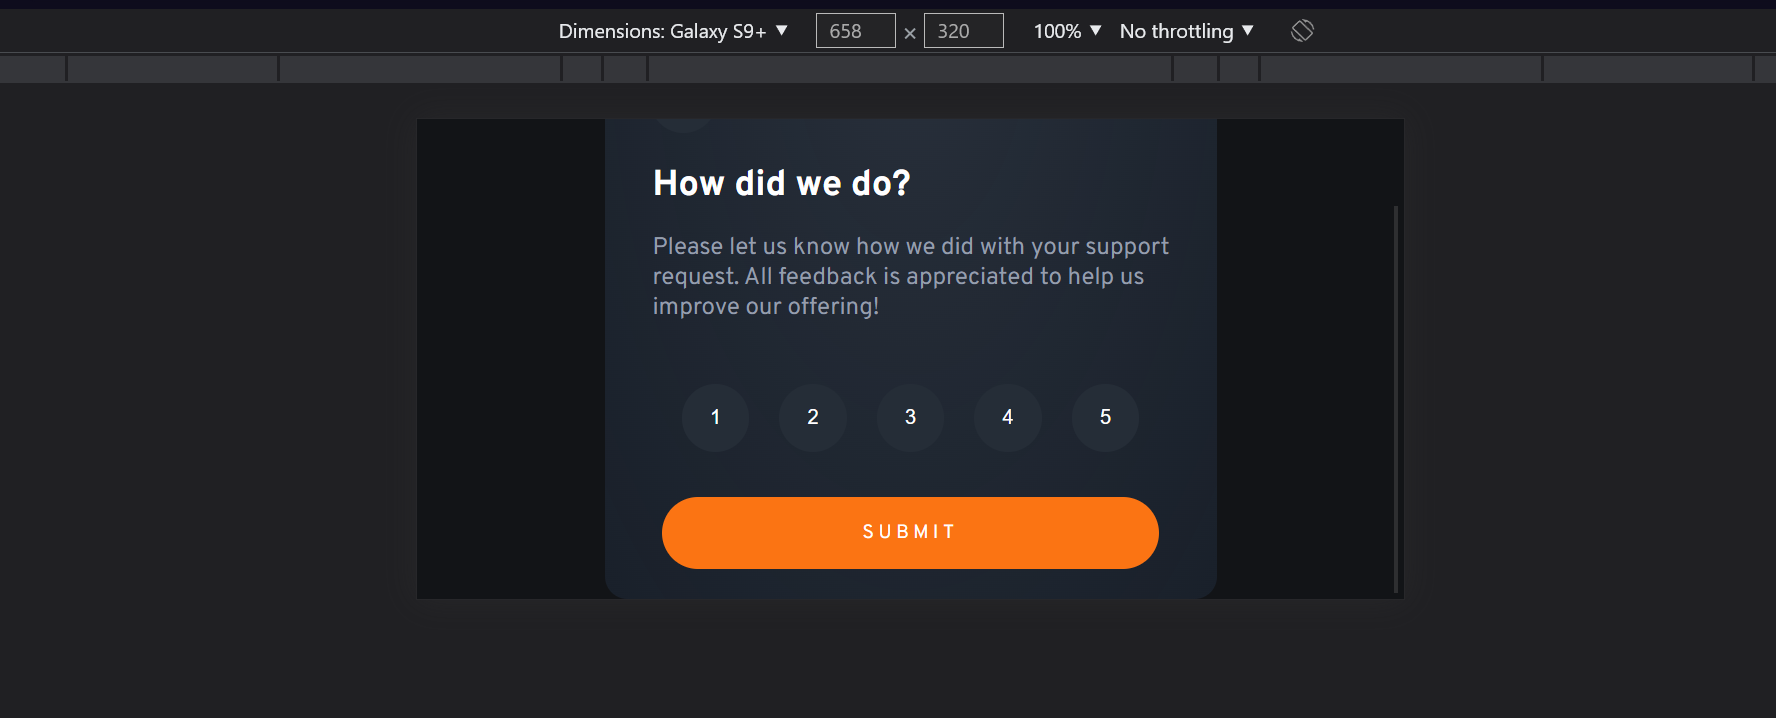 Dimensions: Galaxy S9+ ▼ 658 × 320 100% ▼ No throttling ▼
How did we do?
Please let us know how we did with your support
request. All feedback is appreciated to help us
improve our offering!
1 2 3 4 5
SUBMIT